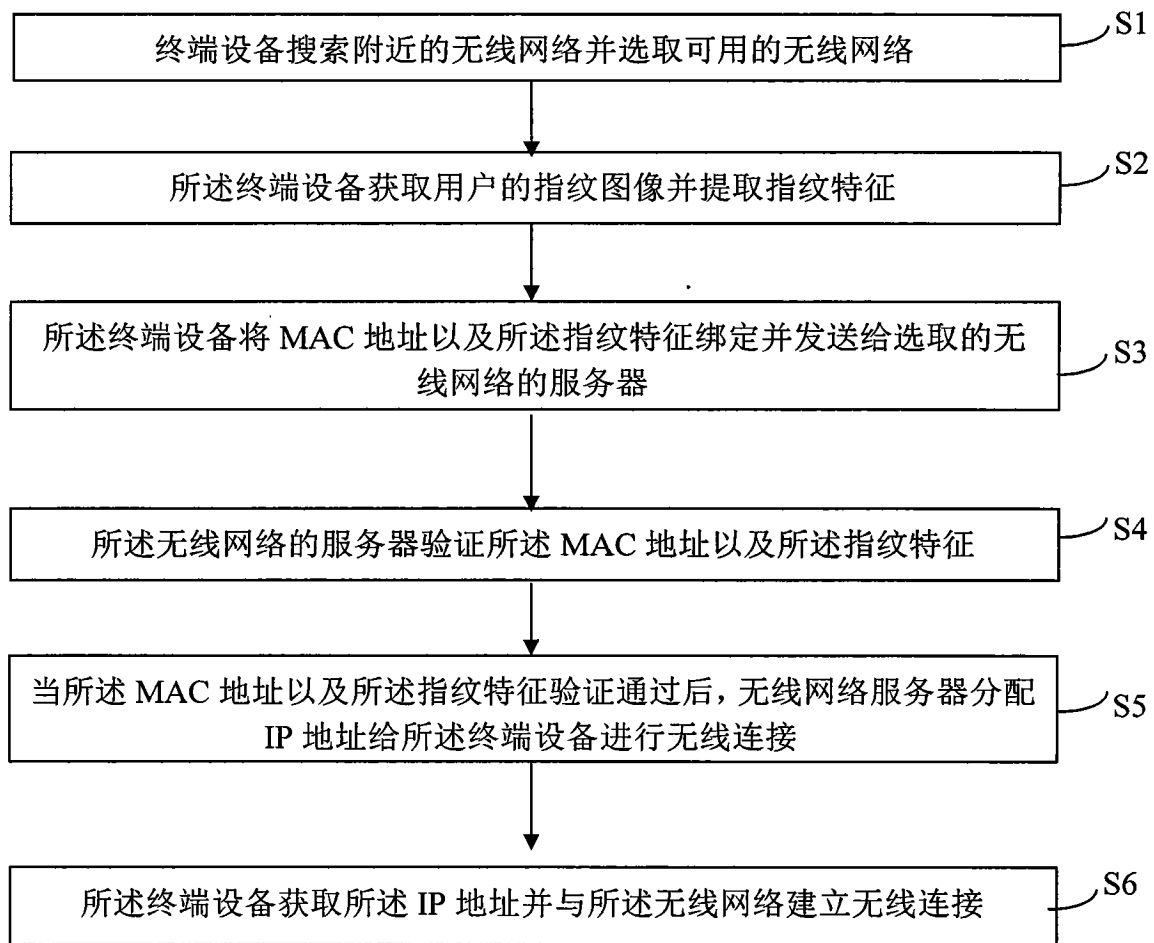 终端设备搜索附近的无线网络并选取可用的无线网络
S1
所述终端设备获取用户的指纹图像并提取指纹特征
S2
所述终端设备将 MAC 地址以及所述指纹特征绑定并发送给选取的无
线网络的服务器
S3
所述无线网络的服务器验证所述 MAC 地址以及所述指纹特征
S4
当所述 MAC 地址以及所述指纹特征验证通过后，无线网络服务器分配
IP 地址给所述终端设备进行无线连接
S5
所述终端设备获取所述 IP 地址并与所述无线网络建立无线连接
S6